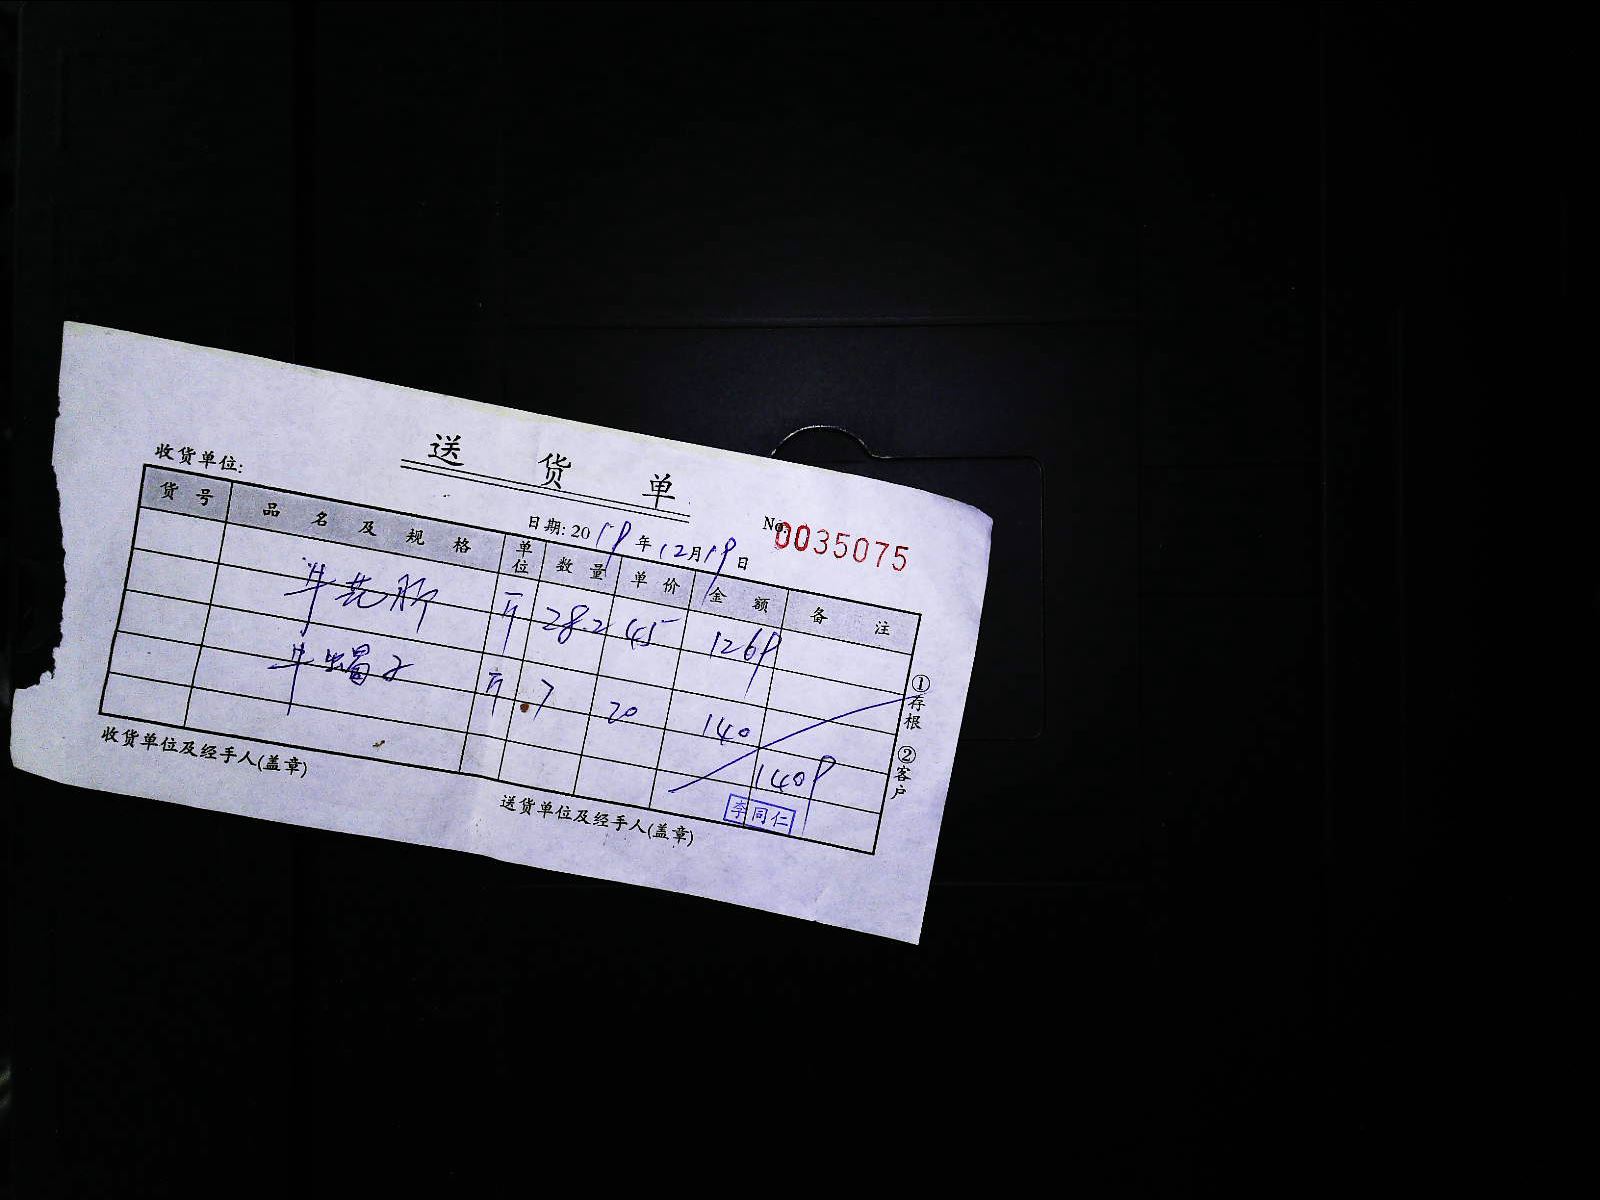 送货单
收货单位:
日期: 2019年12月19日
No. 0035075
货号 品名及规格 单位 数量 单价 金额 备注
牛 斤 28.2 45 1269
牛蝎子 斤 7 20 140
1409
李同仁
收货单位及经手人(盖章)
送货单位及经手人(盖章)
①存根
②客户